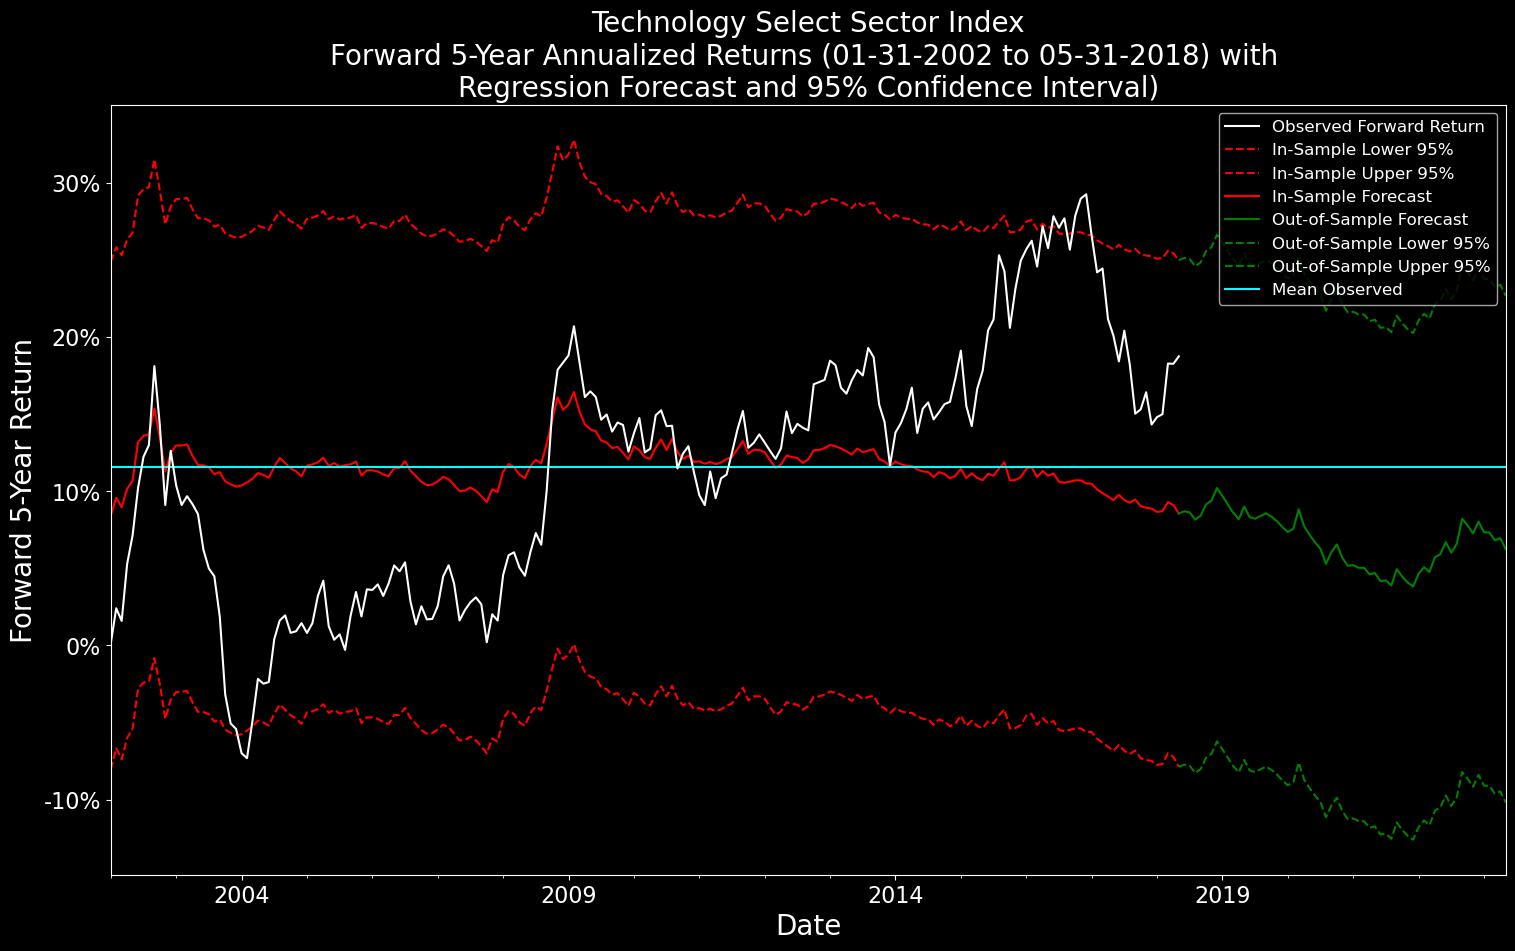 Technology Select Sector Index
Forward 5-Year Annualized Returns (01-31-2002 to 05-31-2018) with
Regression Forecast and 95% Confidence Interval)
Observed Forward Return
In-Sample Lower 95%
In-Sample Upper 95%
In-Sample Forecast
Out-of-Sample Forecast
Out-of-Sample Lower 95%
Out-of-Sample Upper 95%
Mean Observed
Forward 5-Year Return
30%
20%
10%
0%
-10%
2004
2009
2014
2019
Date